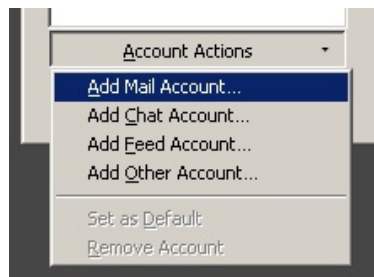 Account Actions
Add Mail Account...
Add Chat Account...
Add Feed Account...
Add Other Account...
Set as Default
Remove Account